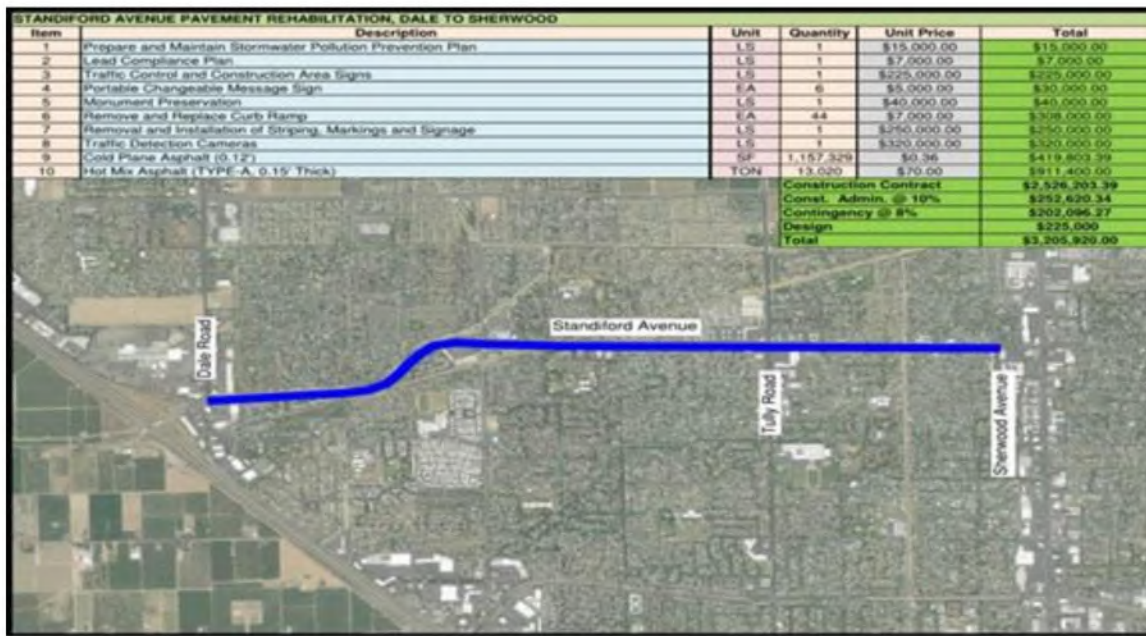 STANDIFORD AVENUE PAVEMENT REHABILITATION, DALE TO SHERWOOD
Item Description Unit Quantity Unit Price Total
1 Prepare and Maintain Stormwater Pollution Prevention Plan LS 1 $15,000.00 $15,000.00
2 Lead Compliance Plan LS 1 $7,000.00 $7,000.00
3 Traffic Control and Construction Area Signs LS 1 $225,000.00 $225,000.00
4 Portable Changeable Message Sign EA 6 $5,000.00 $30,000.00
5 Monument Preservation LS 1 $40,000.00 $40,000.00
6 Remove and Replace Curb Ramp EA 44 $7,000.00 $308,000.00
7 Removal and Installation of Striping, Markings and Signage LS 1 $250,000.00 $250,000.00
8 Traffic Detection Cameras LS 1 $320,000.00 $320,000.00
9 Cold Plane Asphalt (0.12') SF 1,157,329 $0.36 $419,803.39
10 Hot Mix Asphalt (TYPE-A, 0.15' Thick) TON 13,020 $70.00 $911,400.00
Construction Contract $2,526,203.39
Const. Admin. @ 10% $252,620.34
Contingency @ 8% $202,096.27
Design $225,000
Total $3,205,920.00
Standiford Avenue
Dale Road
Tully Road
Sherwood Avenue